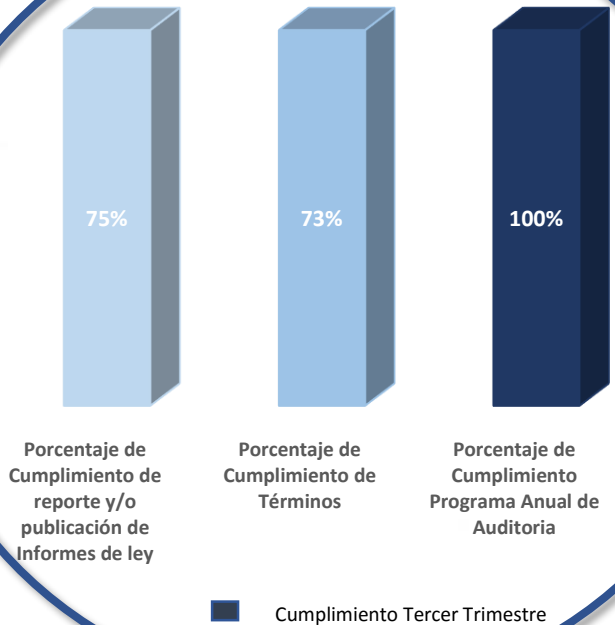 75%
73%
100%
Porcentaje de
Cumplimiento de
reporte y/o
publicación de
Informes de ley
Porcentaje de
Cumplimiento de
Términos
Porcentaje de
Cumplimiento
Programa Anual de
Auditoria
Cumplimiento Tercer Trimestre